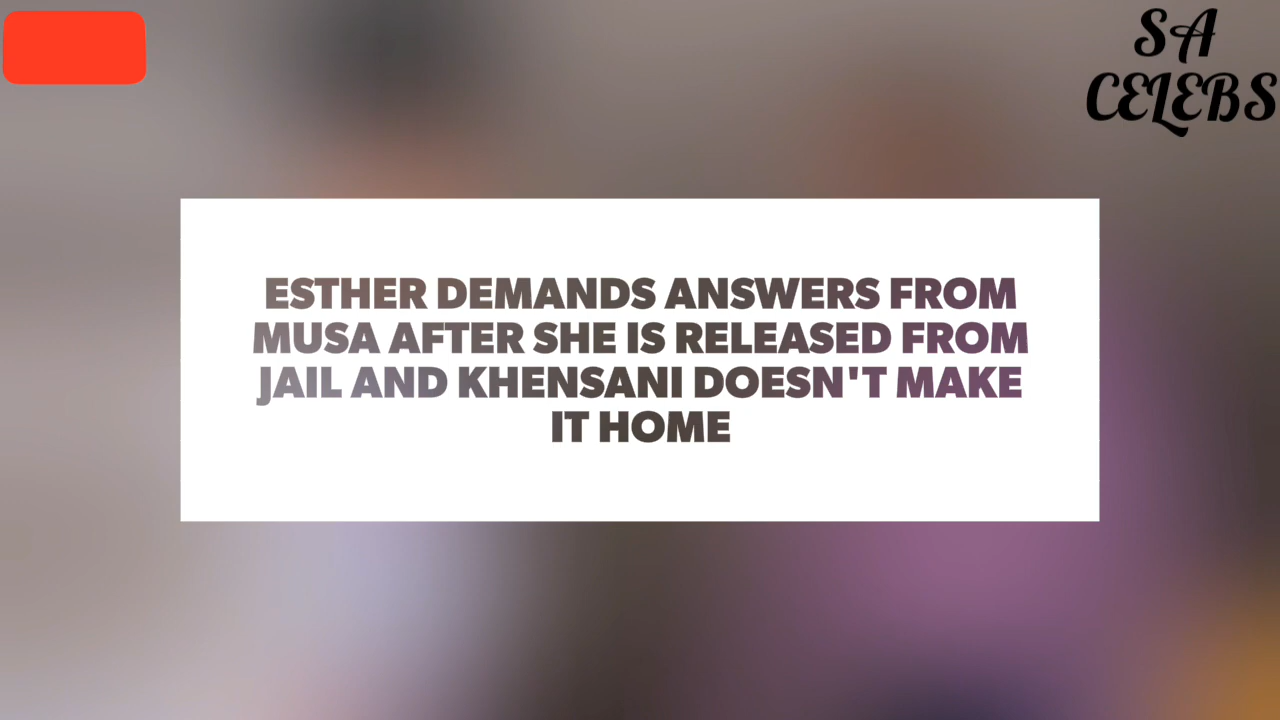 SA
CELEBS
ESTHER DEMANDS ANSWERS FROM
MUSA AFTER SHE IS RELEASED FROM
JAIL AND KHENSANI DOESN'T MAKE
IT HOME